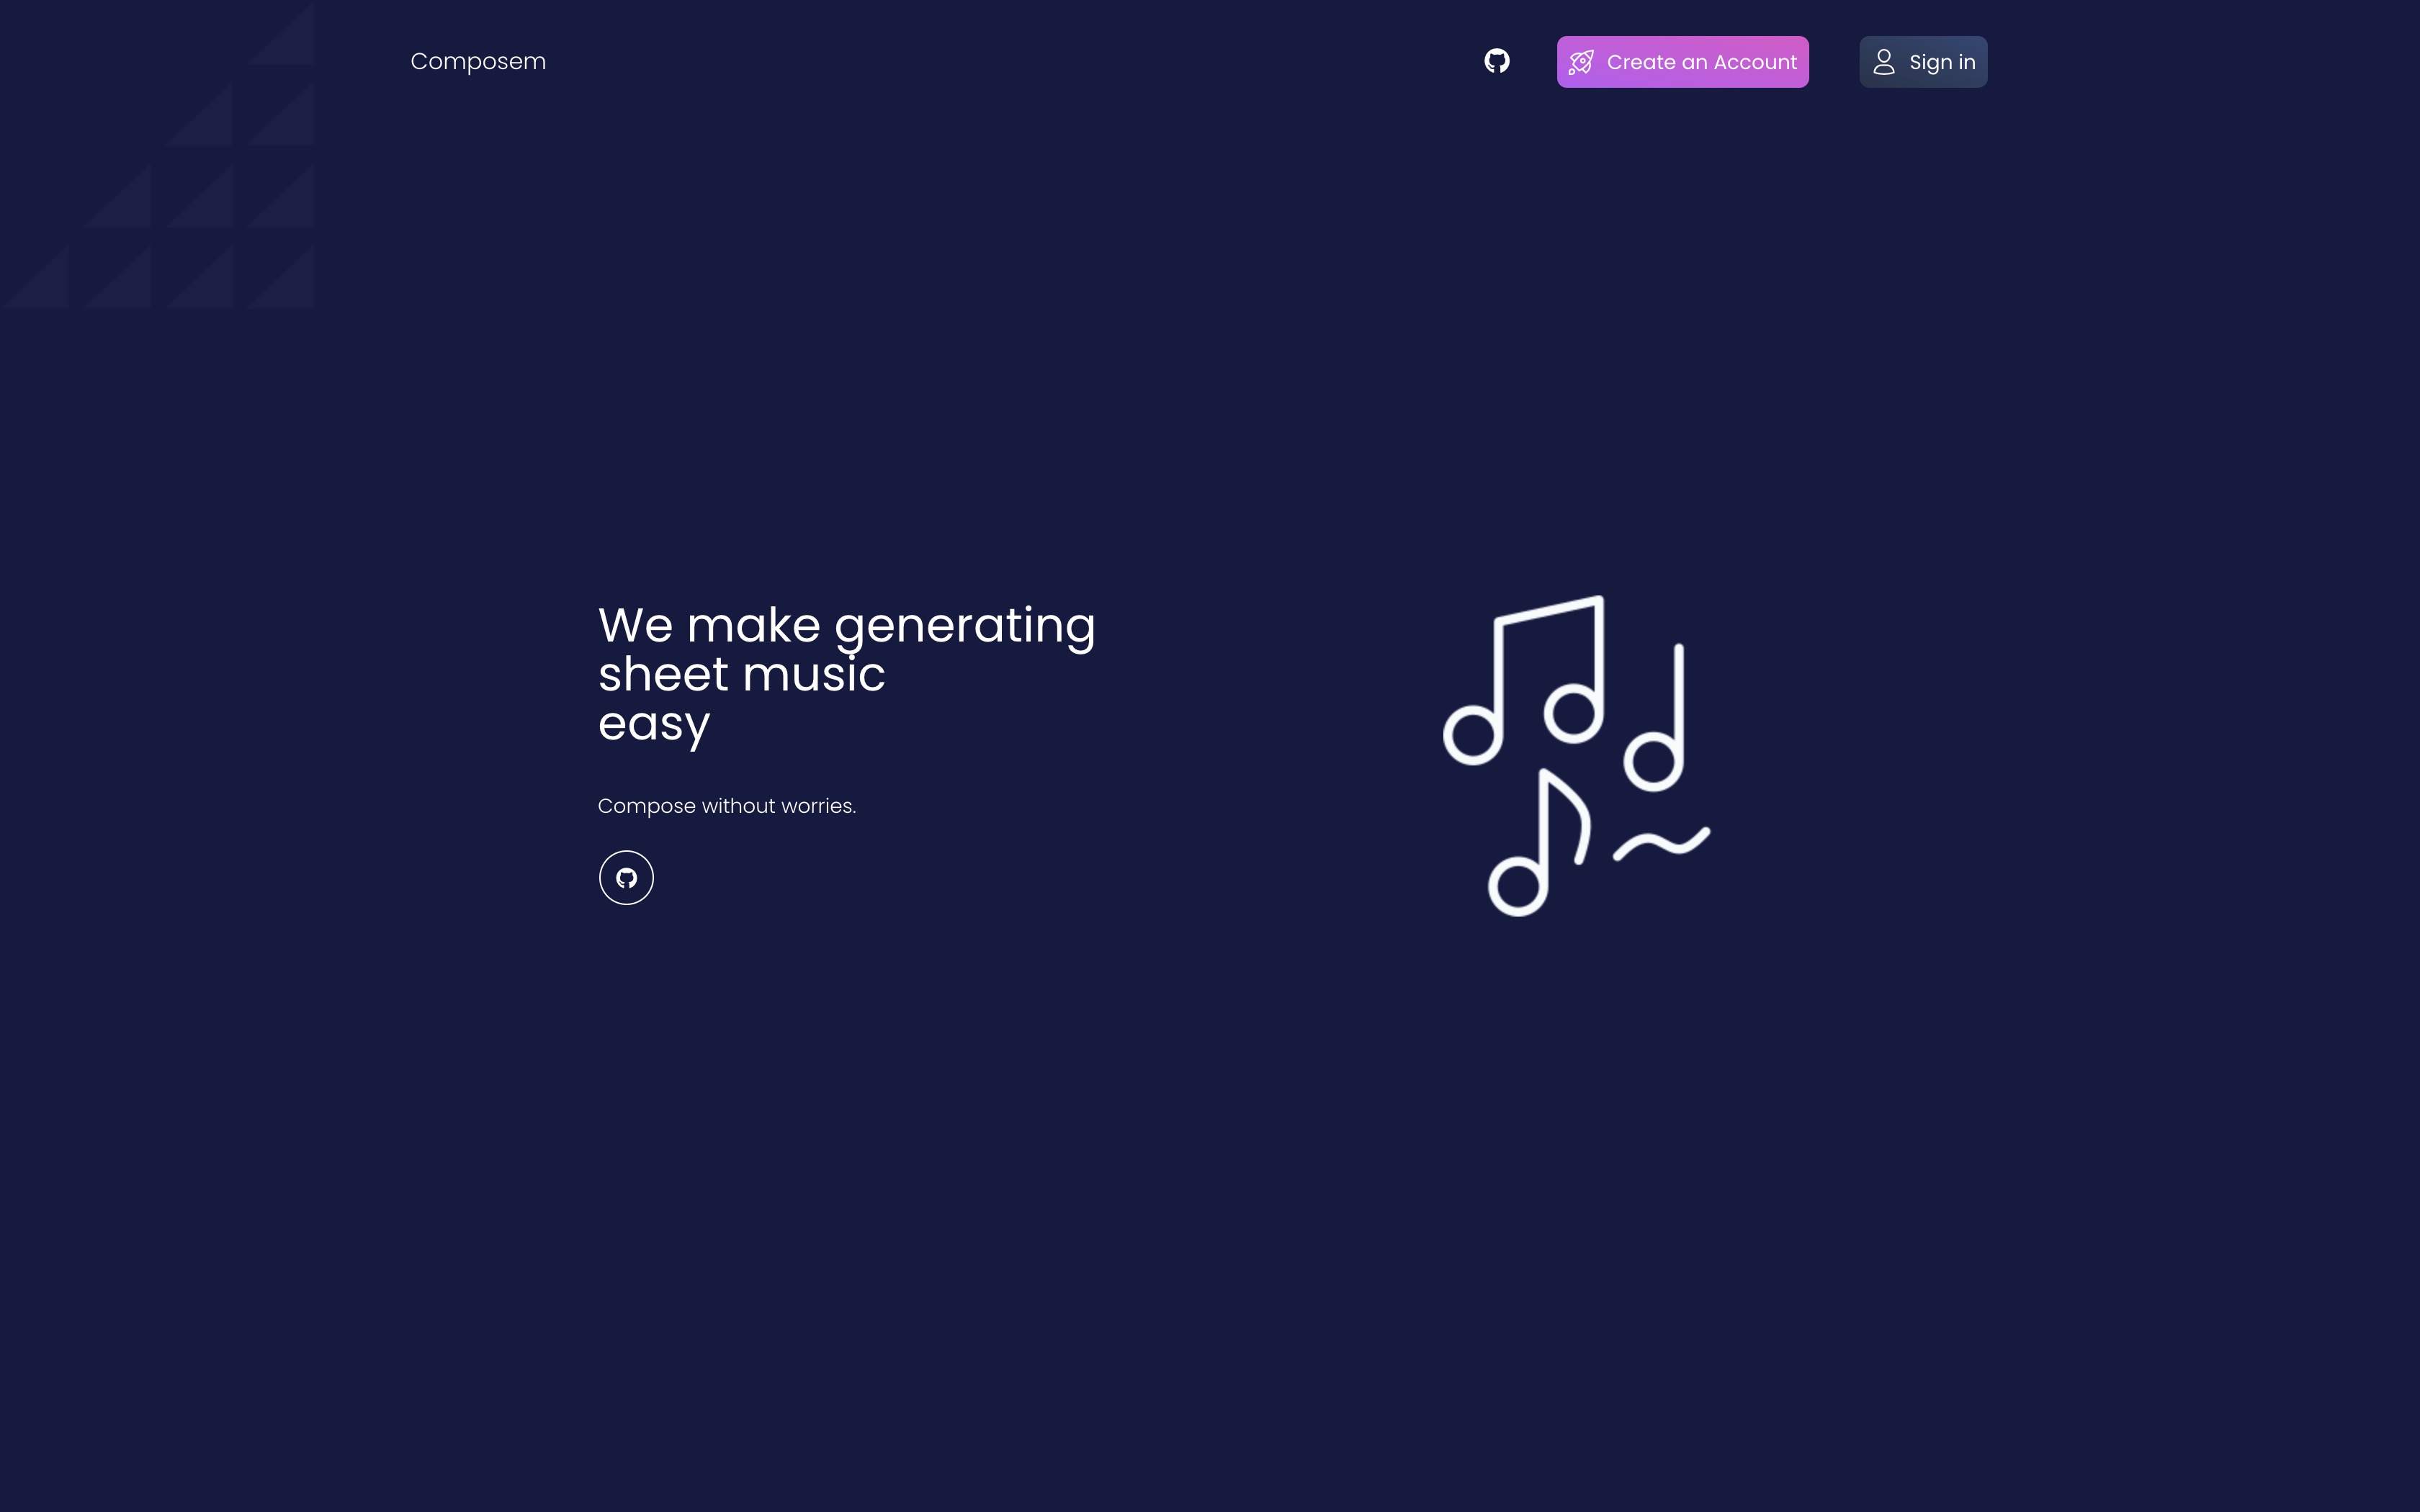 Composem
Create an Account
Sign in
We make generating
sheet music
easy
Compose without worries.